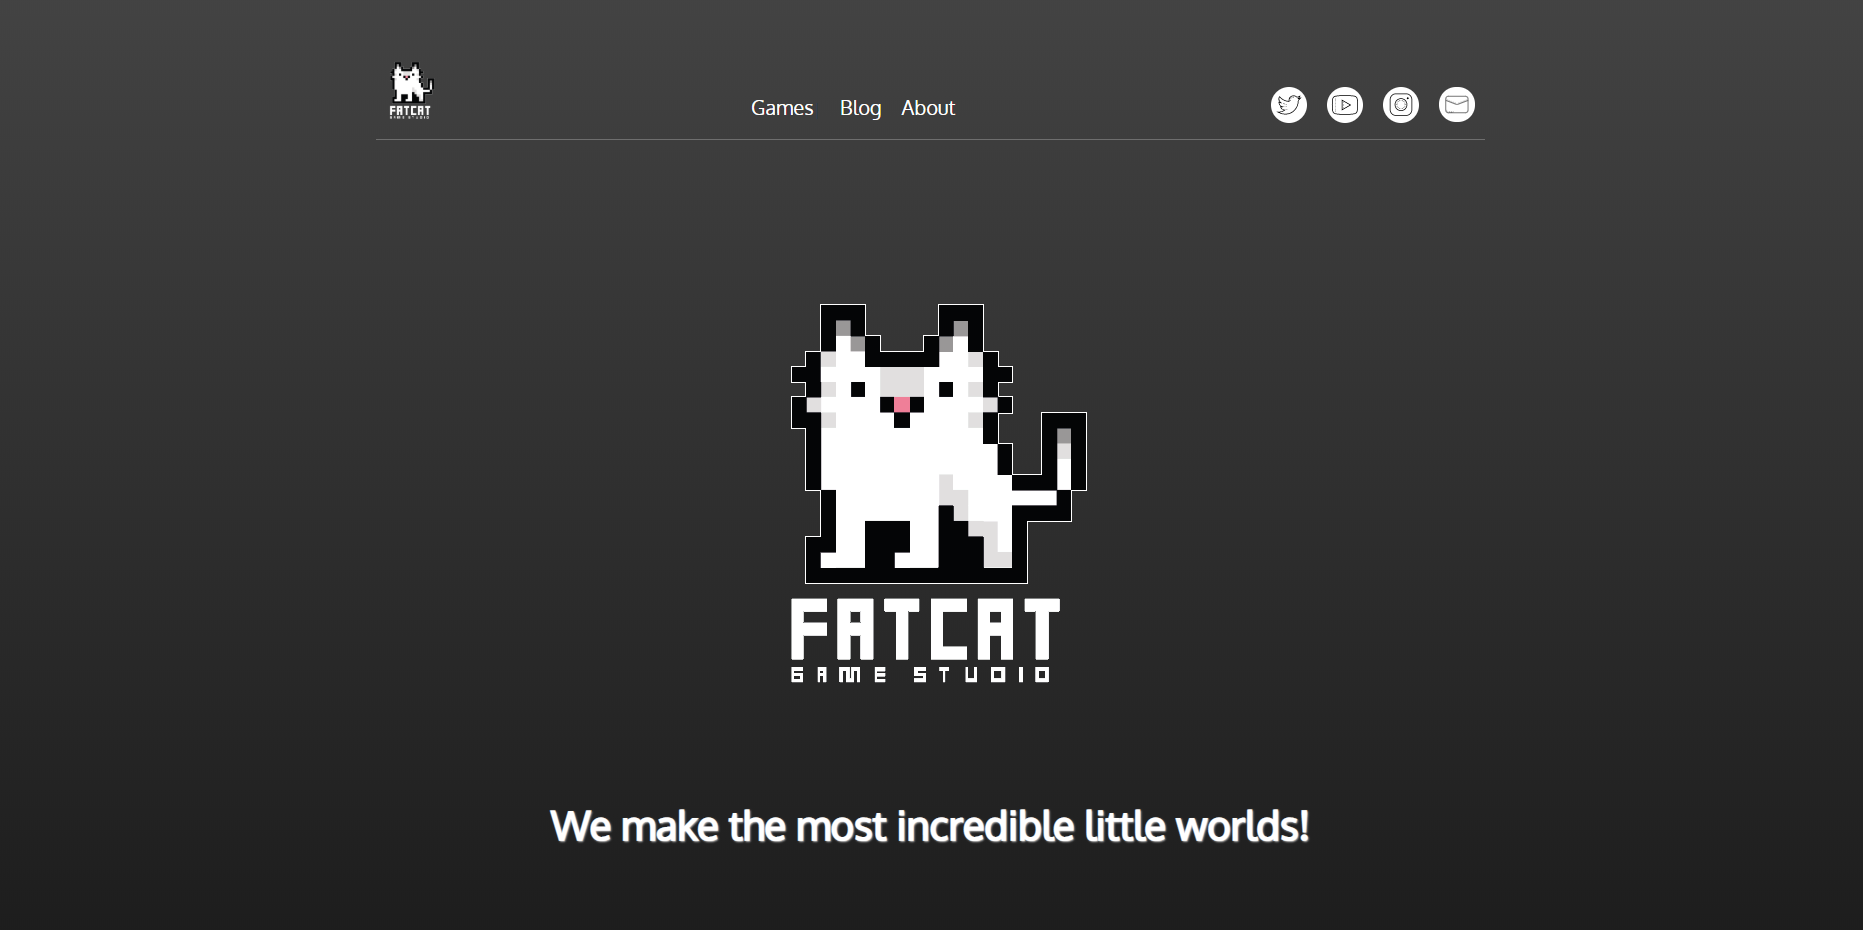 FATCAT
GAME STUDIO
Games Blog About
FATCAT
GAME STUDIO
We make the most incredible little worlds!